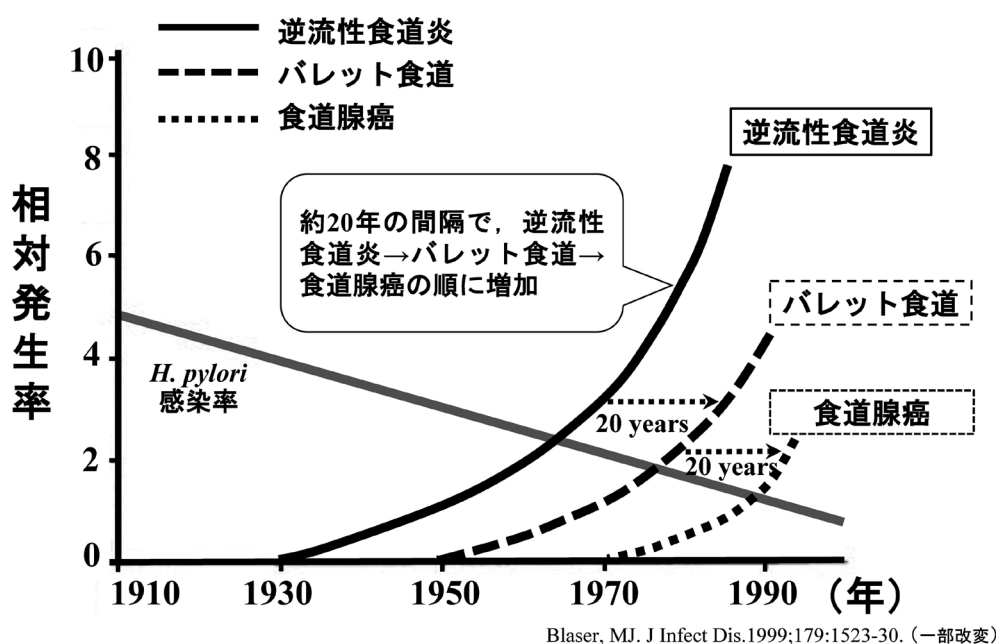 逆流性食道炎
バレット食道
食道腺癌
相対発生率
10
8
6
4
2
0
逆流性食道炎
約20年の間隔で，逆流性
食道炎→バレット食道→
食道腺癌の順に増加
バレット食道
H. pylori
感染率
食道腺癌
20 years
20 years
1910
1930
1950
1970
1990
（年）
Blaser, MJ. J Infect Dis.1999;179:1523-30.（一部改変）